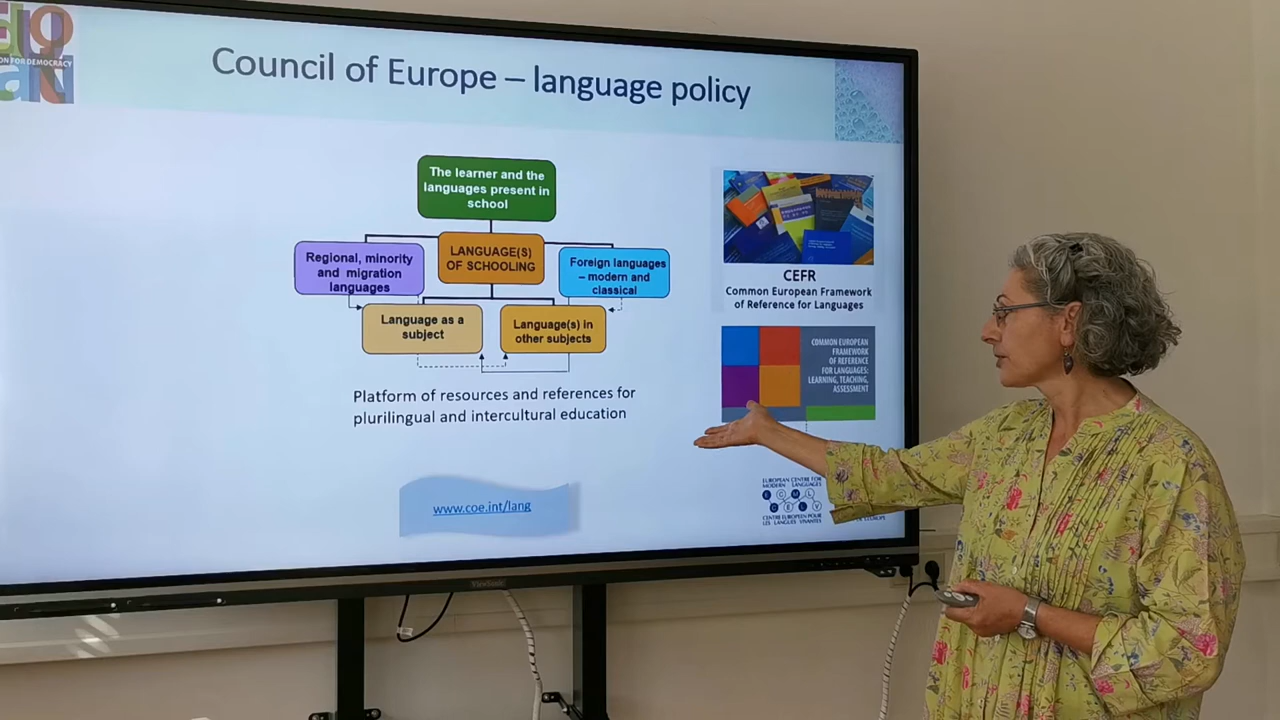 ON FOR DEMOCRACY
Council of Europe – language policy
The learner and the
languages present in
school
LANGUAGE(S)
OF SCHOOLING
Regional, minority
and migration
languages
Foreign languages
– modern and
classical
Language as a
subject
Language(s) in
other subjects
Platform of resources and references for
plurilingual and intercultural education
www.coe.int/lang
CEFR
Common European Framework
of Reference for Languages
COMMON EUROPEAN
FRAMEWORK
OF REFERENCE
FOR LANGUAGES:
LEARNING, TEACHING,
ASSESSMENT
EUROPEAN CENTRE FOR
MODERN LANGUAGES
E C M L
C E L V
CENTRE EUROPEEN POUR
LES LANGUES VIVANTES
ViewSonic